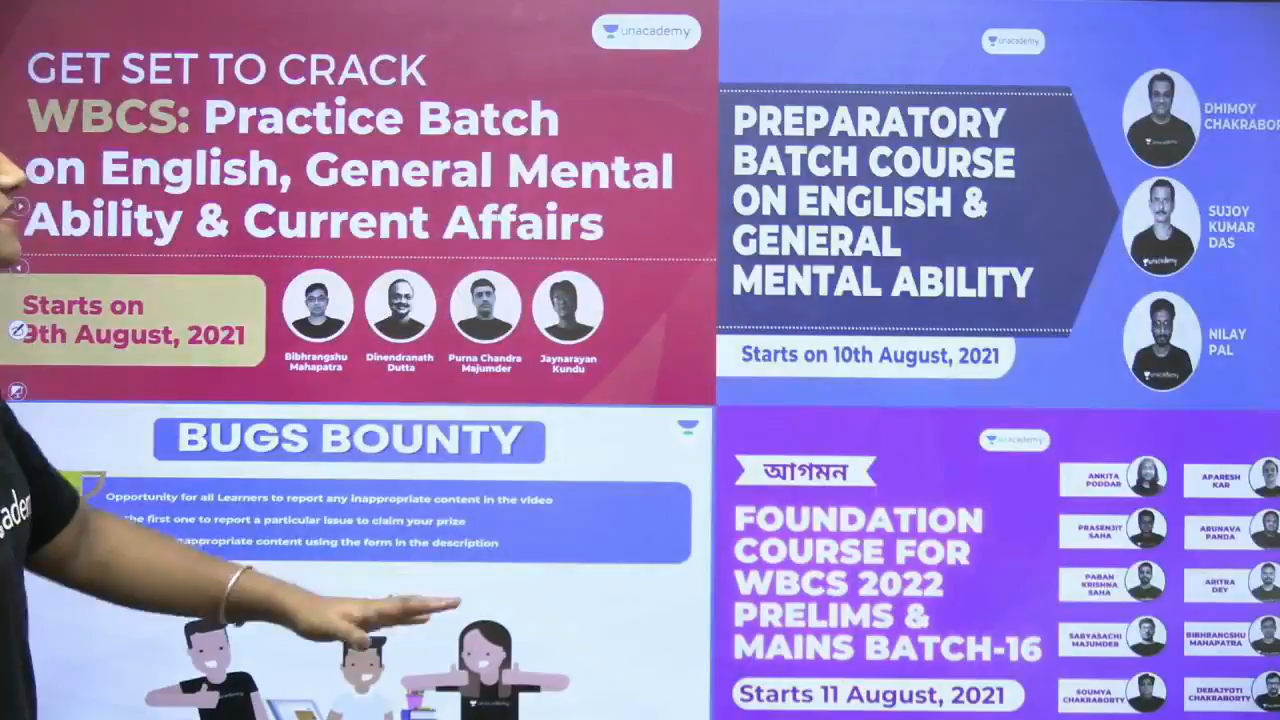 unacademy
GET SET TO CRACK
WBCS: Practice Batch
on English, General Mental
Ability & Current Affairs
Starts on
9th August, 2021
Bibhrangshu
Mahapatra
Dinendranath
Dutta
Purna Chandra
Majumder
Jaynarayan
Kundu
unacademy
PREPARATORY
BATCH COURSE
ON ENGLISH &
GENERAL
MENTAL ABILITY
Starts on 10th August, 2021
DHIMOY
CHAKRABOR
SUJOY
KUMAR
DAS
NILAY
PAL
unacademy
unacademy
BUGS BOUNTY
Opportunity for all Learners to report any inappropriate content in the video
the first one to report a particular issue to claim your prize
inappropriate content using the form in the description
unacademy
unacademy
আগমন
FOUNDATION
COURSE FOR
WBCS 2022
PRELIMS &
MAINS BATCH-16
Starts 11 August, 2021
ANKITA
PODDAR
APARESH
KAR
PRASENJIT
SAHA
ARUNAVA
PANDA
PABAN
KRISHNA
SAHA
ARITRA
DEY
SABYASACHI
MAJUMDER
BIBHRANGSHU
MAHAPATRA
SOUMYA
CHAKRABORTY
DEBAJYOTI
CHAKRABORTY